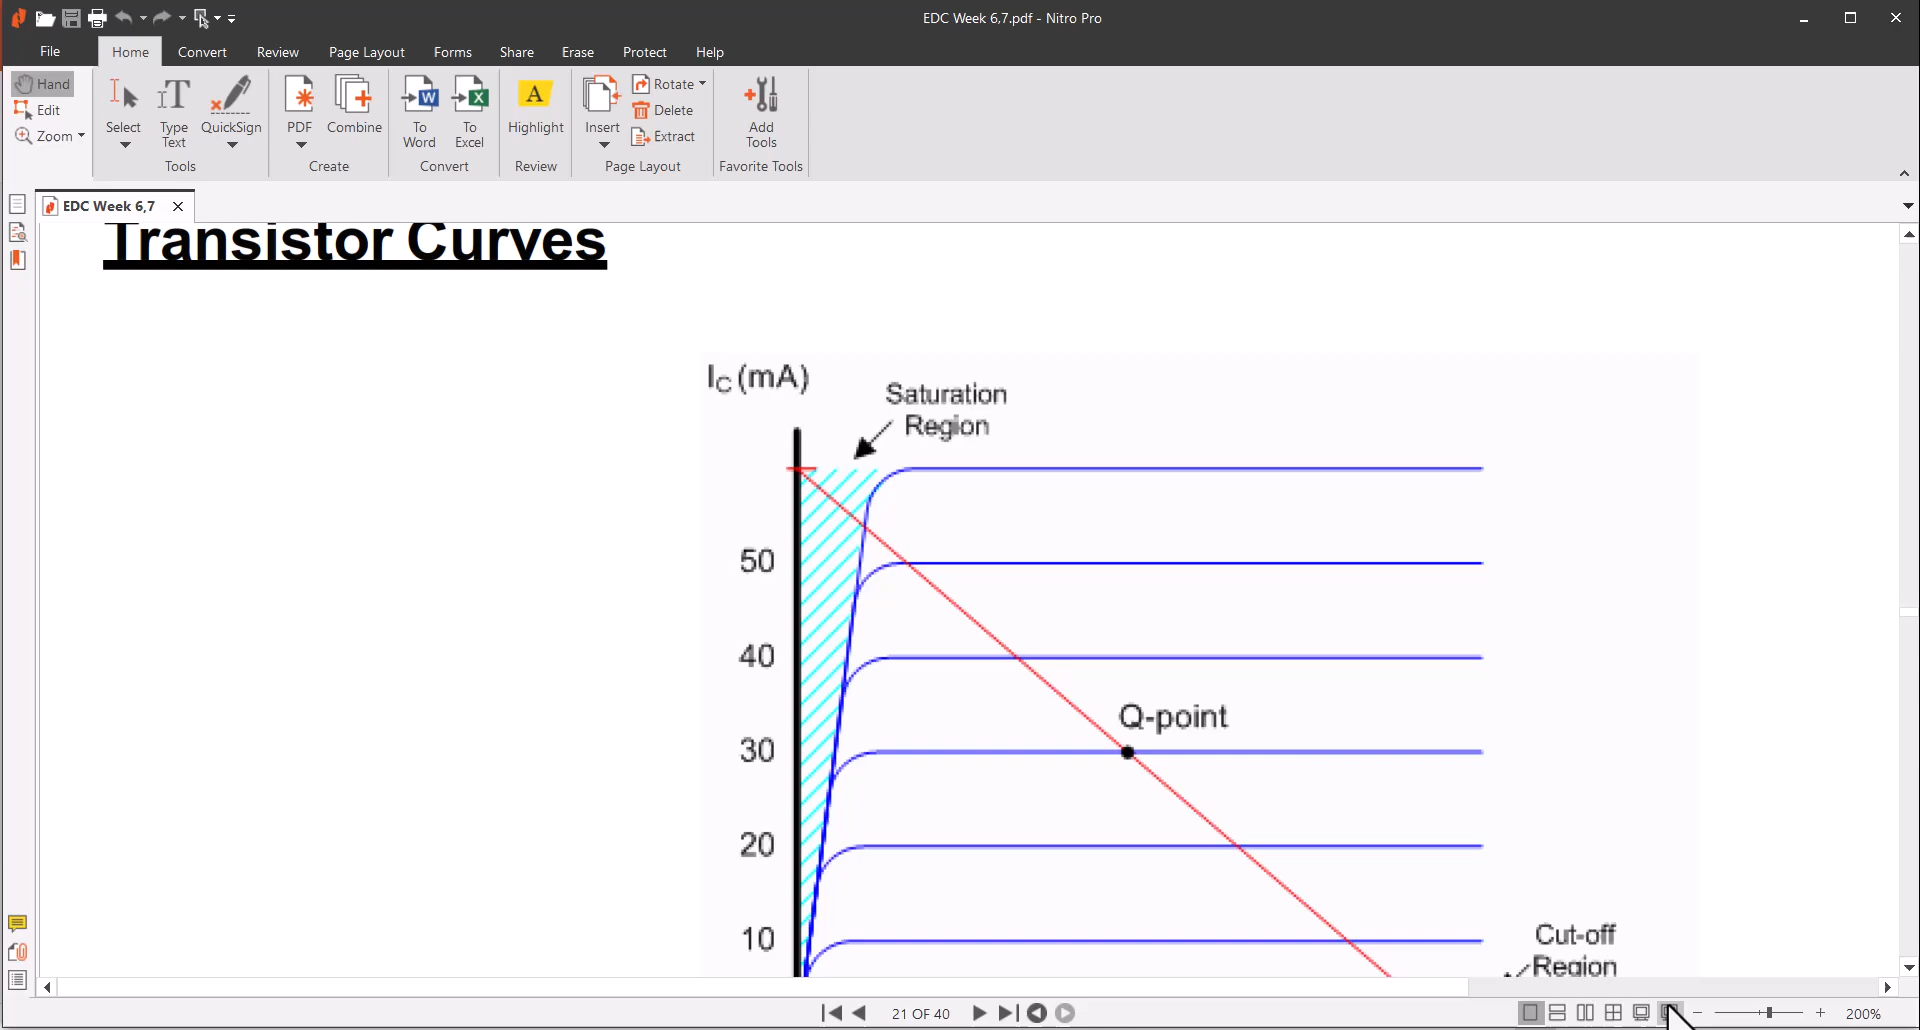 EDC Week 6,7.pdf - Nitro Pro
File Home Convert Review Page Layout Forms Share Erase Protect Help
Hand
Edit
Zoom
Select
Type Text
QuickSign
Tools
PDF
Combine
Create
To Word
To Excel
Convert
Highlight
Review
Insert
Rotate
Delete
Extract
Page Layout
Add Tools
Favorite Tools
EDC Week 6,7
Transistor Curves
IC (mA)
Saturation
Region
50
40
Q-point
30
20
10
Cut-off
Region
21 OF 40
200%